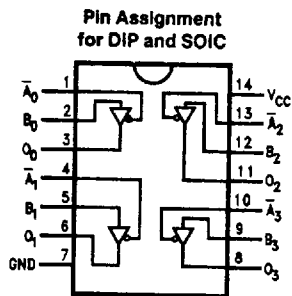 Pin Assignment
for DIP and SOIC
A̅0 1
B0 2
O0 3
A̅1 4
B1 5
O1 6
GND 7
14 VCC
13 A̅2
12 B2
11 O2
10 A̅3
9 B3
8 O3